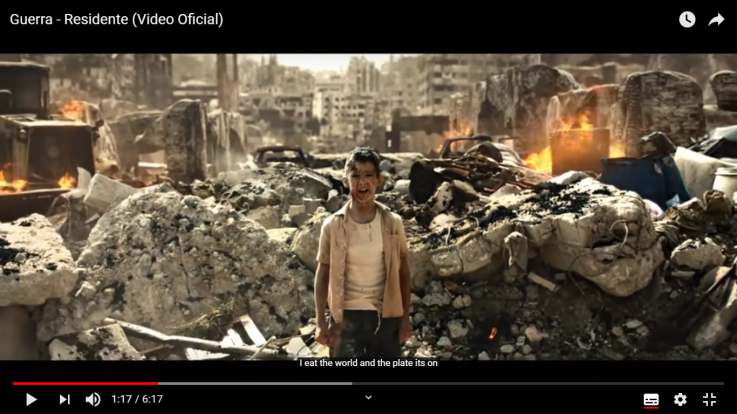 Guerra - Residente (Video Oficial)
I eat the world and the plate its on
1:17 / 6:17